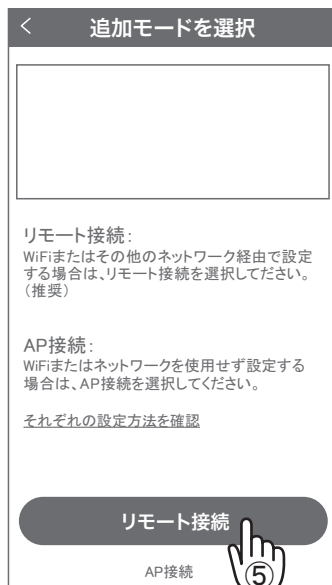 < 追加モードを選択
リモート接続:
WiFiまたはその他のネットワーク経由で設定
する場合は、リモート接続を選択してださい。
(推奨)
AP接続:
WiFiまたはネットワークを使用せず設定する
場合は、AP接続を選択してください。
それぞれの設定方法を確認
リモート接続
AP接続
⑤